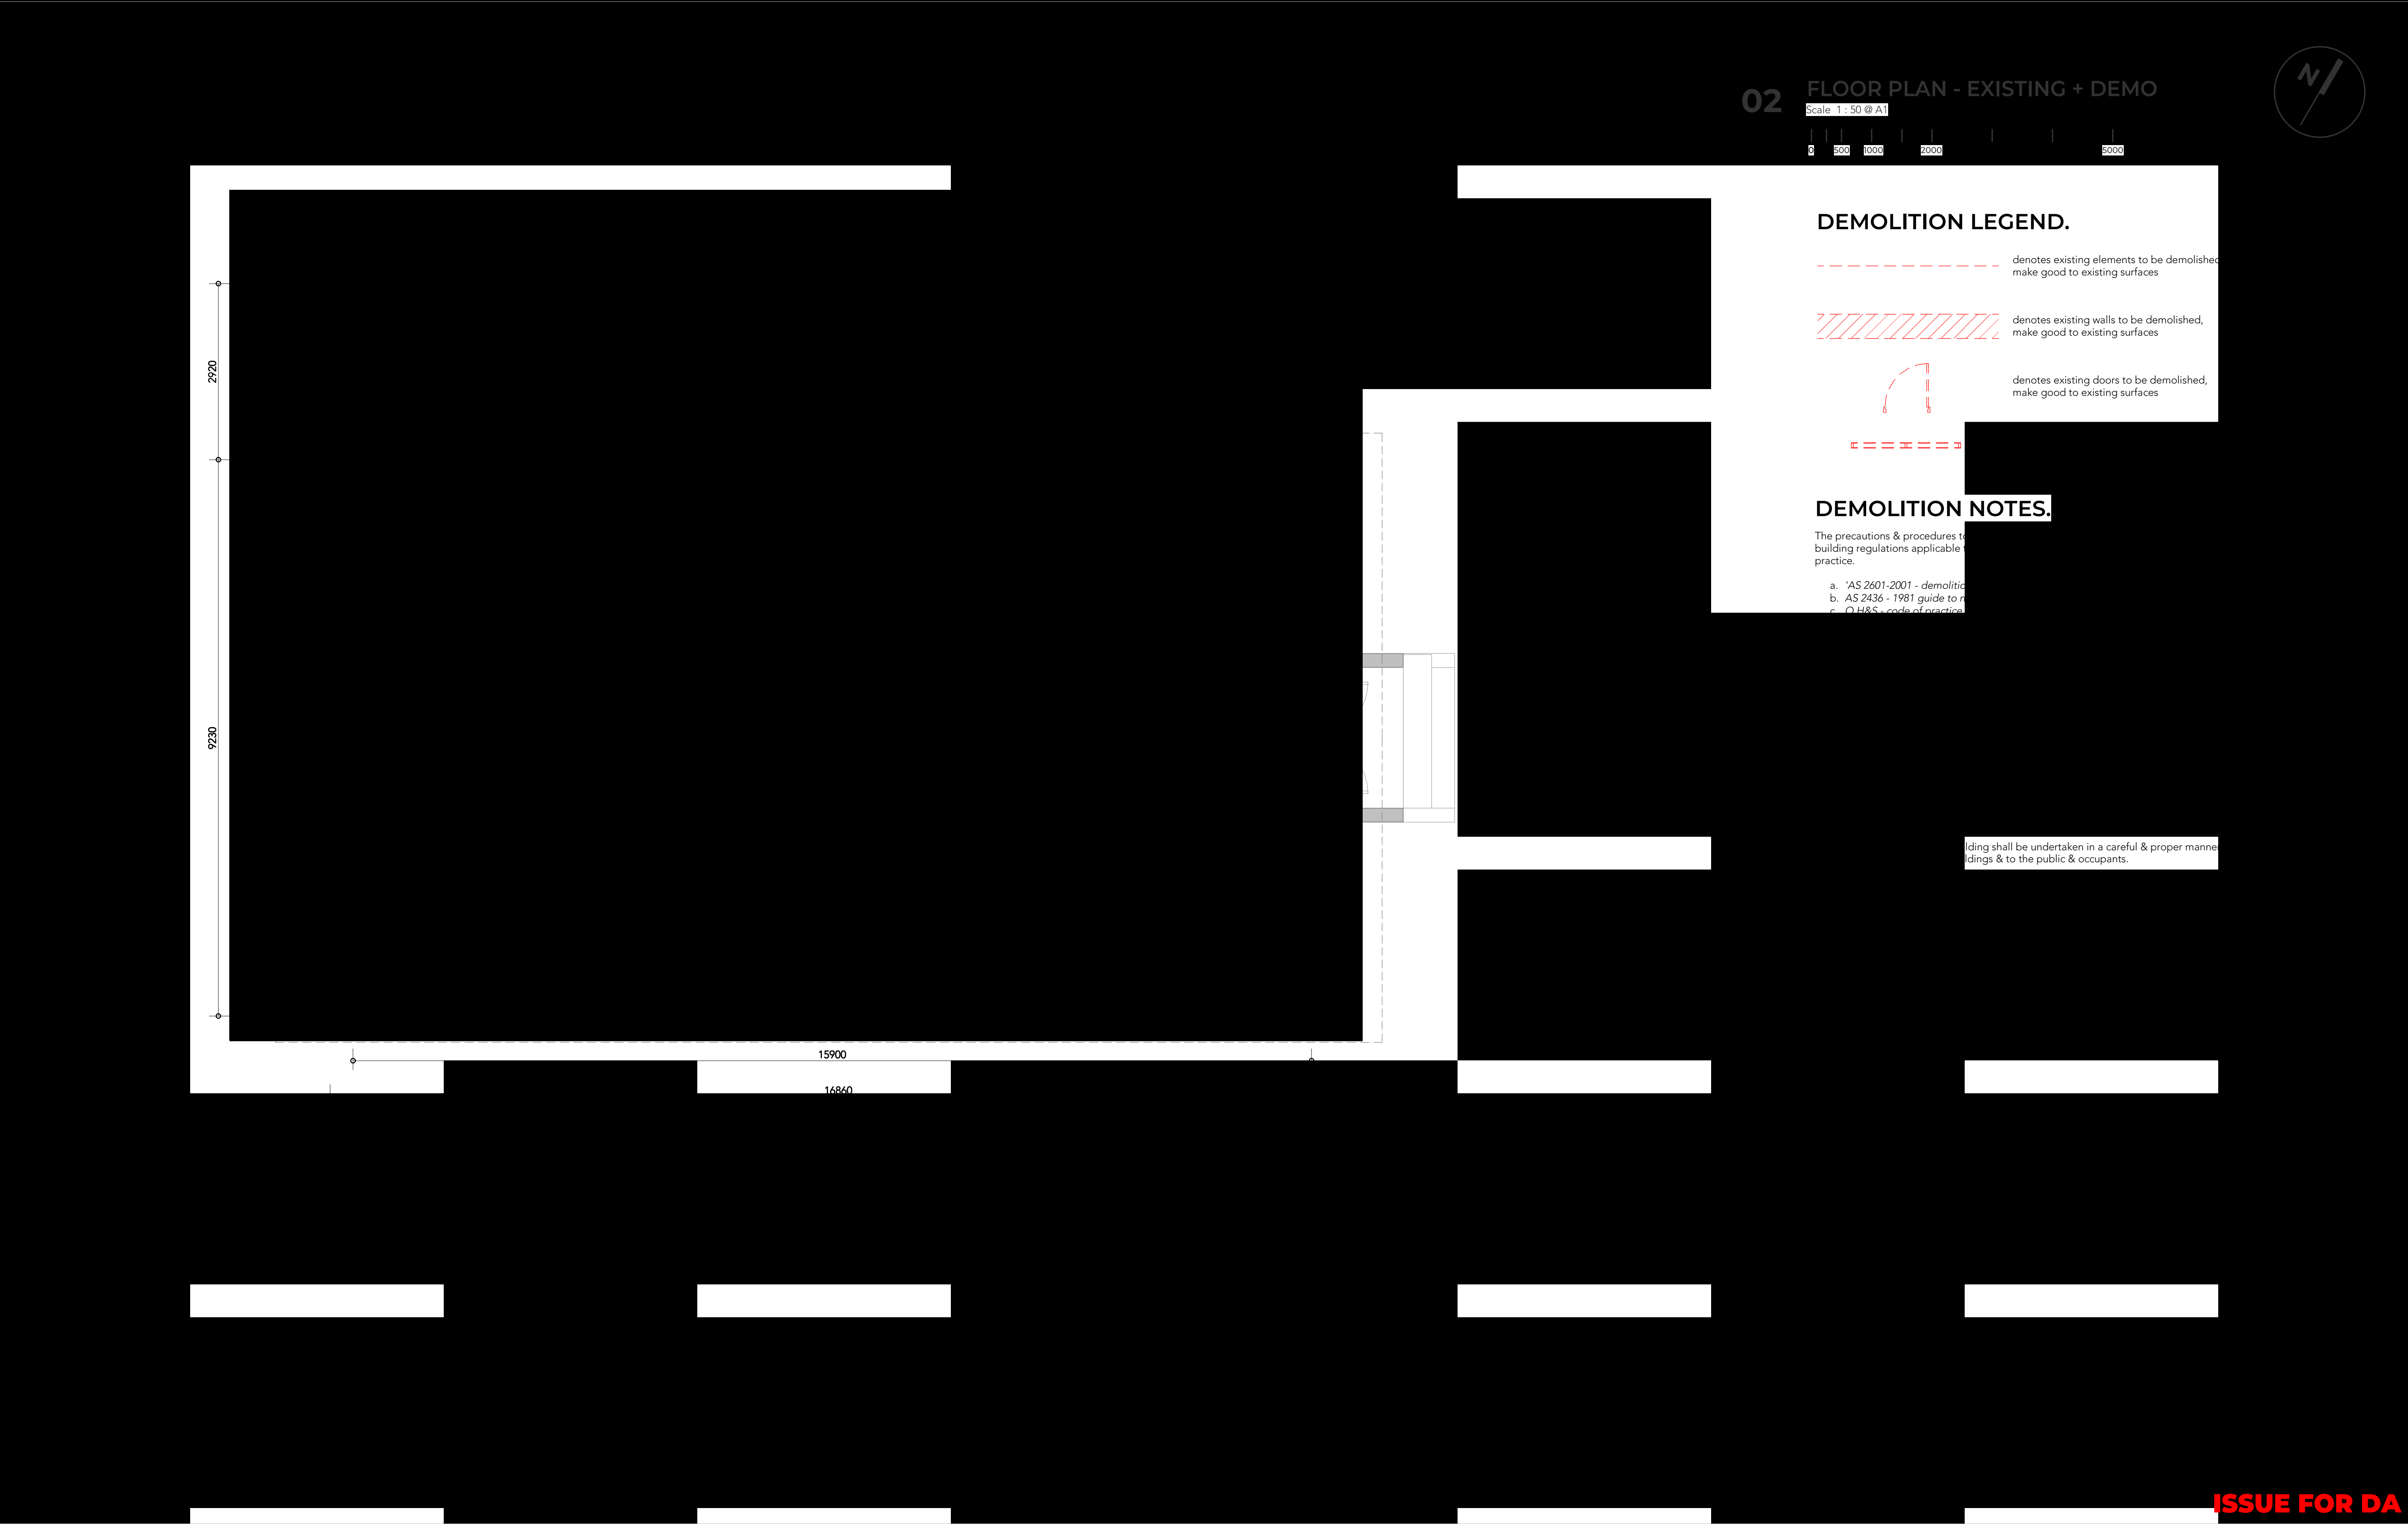 02
FLOOR PLAN - EXISTING + DEMO
Scale 1 : 50 @ A1
0 500 1000 2000 5000
N
DEMOLITION LEGEND.
denotes existing elements to be demolished
make good to existing surfaces
denotes existing walls to be demolished,
make good to existing surfaces
denotes existing doors to be demolished,
make good to existing surfaces
DEMOLITION NOTES.
The precautions & procedures
building regulations applicable
practice.
a. 'AS 2601-2001 -
b. AS 2436 - 1981 guide to
c. O H&S - code of practice
shall be undertaken in a careful & proper
& to the public & occupants.
2920
9230
15900
16860
ISSUE FOR DA